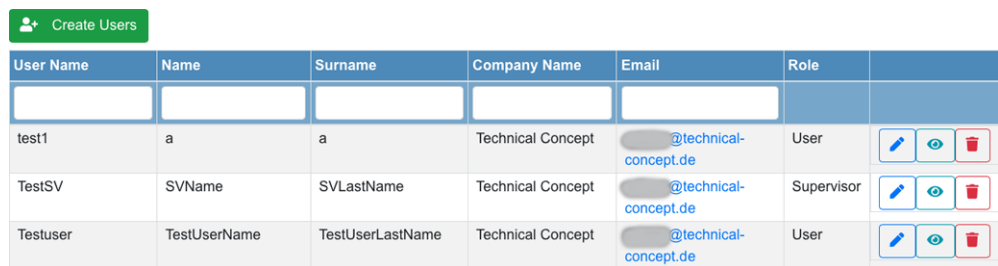 Create Users
User Name Name Surname Company Name Email Role
test1 a a Technical Concept @technical- User
concept.de
TestSV SVName SVLastName Technical Concept @technical- Supervisor
concept.de
Testuser TestUserName TestUserLastName Technical Concept @technical- User
concept.de